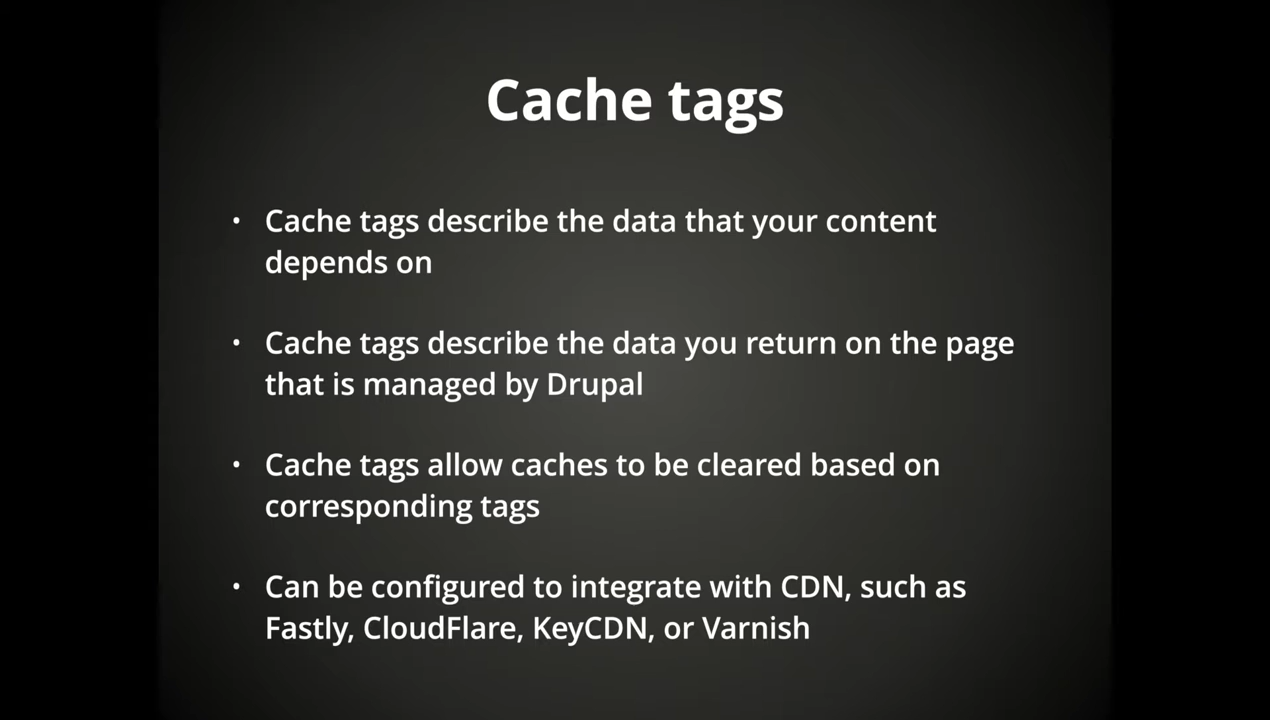 Cache tags
• Cache tags describe the data that your content
depends on
• Cache tags describe the data you return on the page
that is managed by Drupal
• Cache tags allow caches to be cleared based on
corresponding tags
• Can be configured to integrate with CDN, such as
Fastly, CloudFlare, KeyCDN, or Varnish